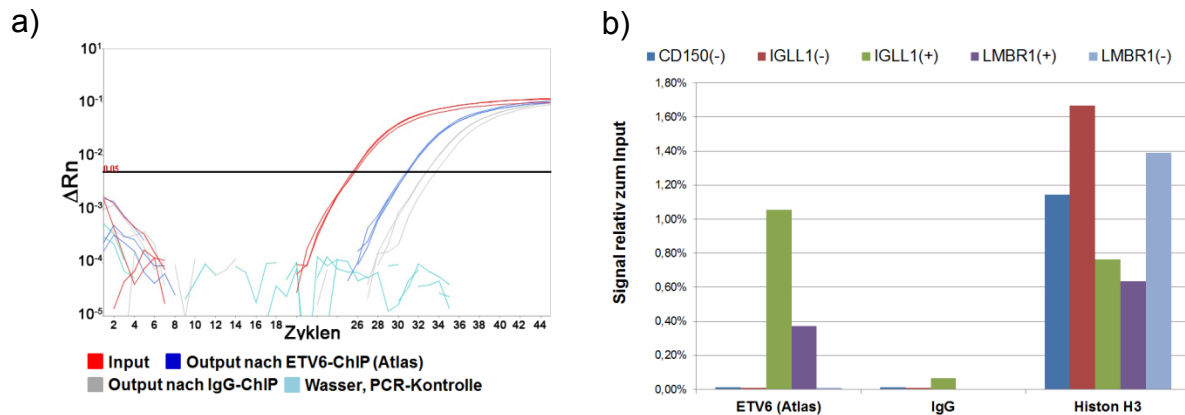 a)
ΔRn
10¹
10⁰
10⁻¹
10⁻²
0.05
10⁻³
10⁻⁴
10⁻⁵
2 4 6 8 10 12 14 16 18 26 28 30 32 34 36 38 40 42 44
Zyklen
Input Output nach ETV6-ChIP (Atlas)
Output nach IgG-ChIP Wasser, PCR-Kontrolle
b)
CD150(-) IGLL1(-) IGLL1(+) LMBR1(+) LMBR1(-)
Signal relativ zum Input
1,80%
1,60%
1,40%
1,20%
1,00%
0,80%
0,60%
0,40%
0,20%
0,00%
ETV6 (Atlas) IgG Histon H3